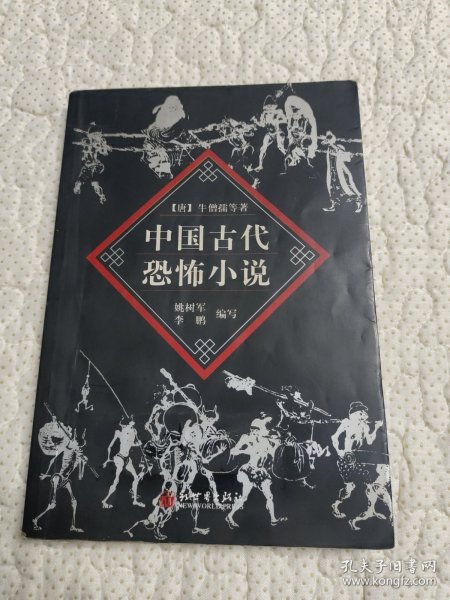 【唐】牛僧孺等著
中国古代
恐怖小说
姚树军
李鹏
编写
新世界出版社
NEW WORLD PRESS
孔夫子旧书网
www.kongfz.com